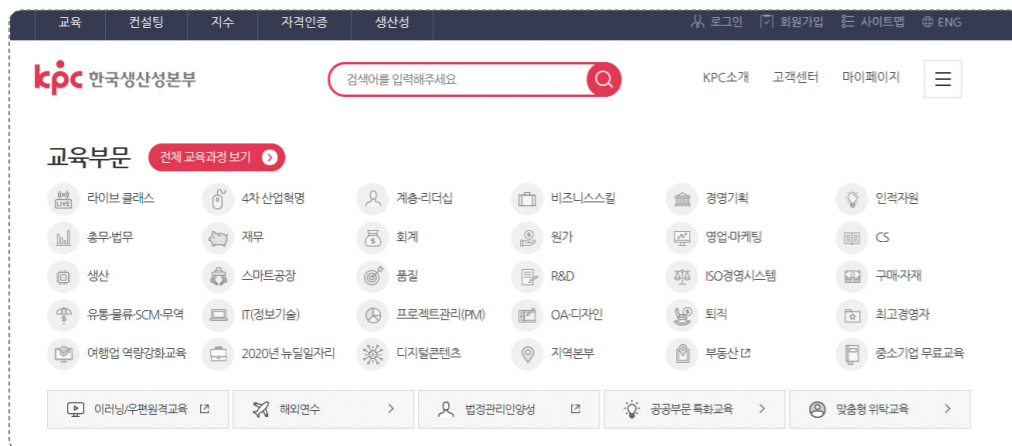 교육 컨설팅 지수 자격인증 생산성 로그인 회원가입 사이트맵 ENG
kpc 한국생산성본부 검색어를 입력해주세요 KPC소개 고객센터 마이페이지
교육부문 전체 교육과정 보기
LIVE 라이브 클래스 4차 산업혁명 계층·리더십 비즈니스스킬 경영기획 인적자원
총무·법무 재무 회계 원가 영업·마케팅 CS
생산 스마트공장 품질 R&D ISO경영시스템 구매·자재
유통·물류·SCM·무역 IT(정보기술) 프로젝트관리(PM) OA·디자인 퇴직 최고경영자
여행업 역량강화교육 2020년 뉴딜일자리 디지털콘텐츠 지역본부 부동산 중소기업 무료교육
이러닝/우편원격교육 해외연수 법정관리인양성 공공부문 특화교육 맞춤형 위탁교육